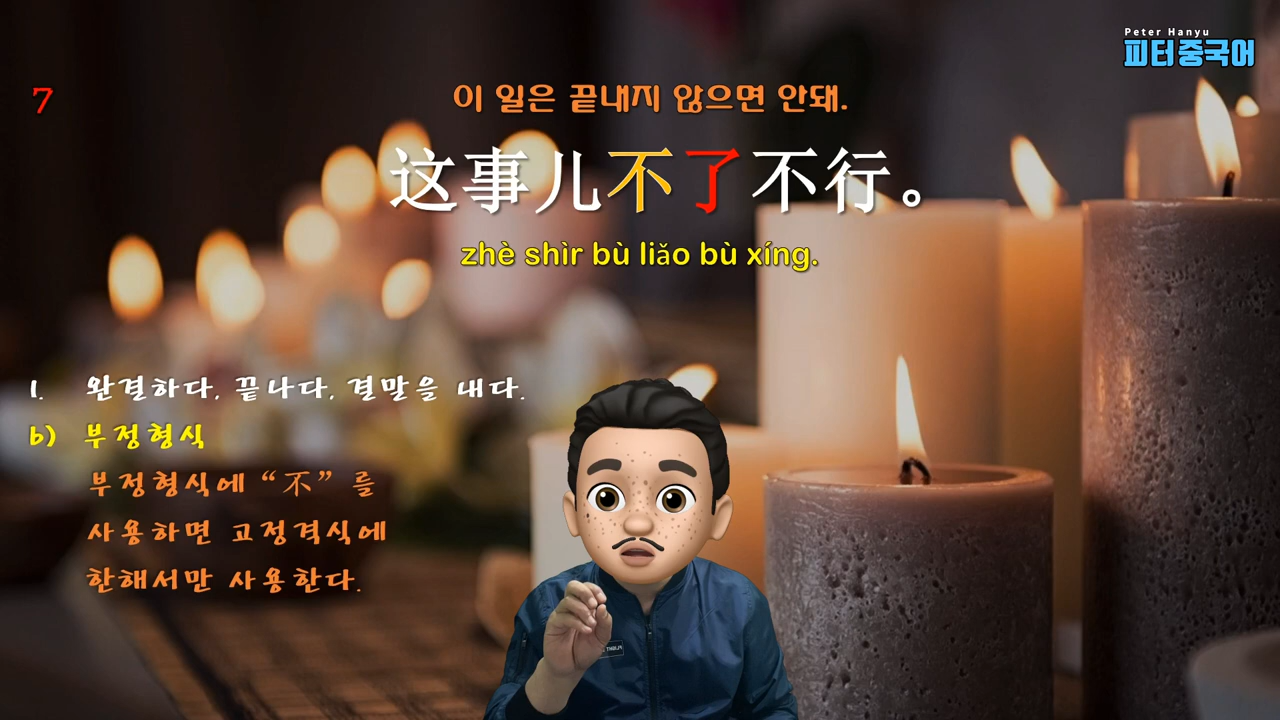 Peter Hanyu
피터 중국어
7
이 일은 끝내지 않으면 안돼.
这事儿不了不行。
zhè shìr bù liǎo bù xíng.
1. 완결하다, 끝나다, 결말을 내다.
b) 부정형식
부정형식에 “不” 를
사용하면 고정격식에
한해서만 사용한다.